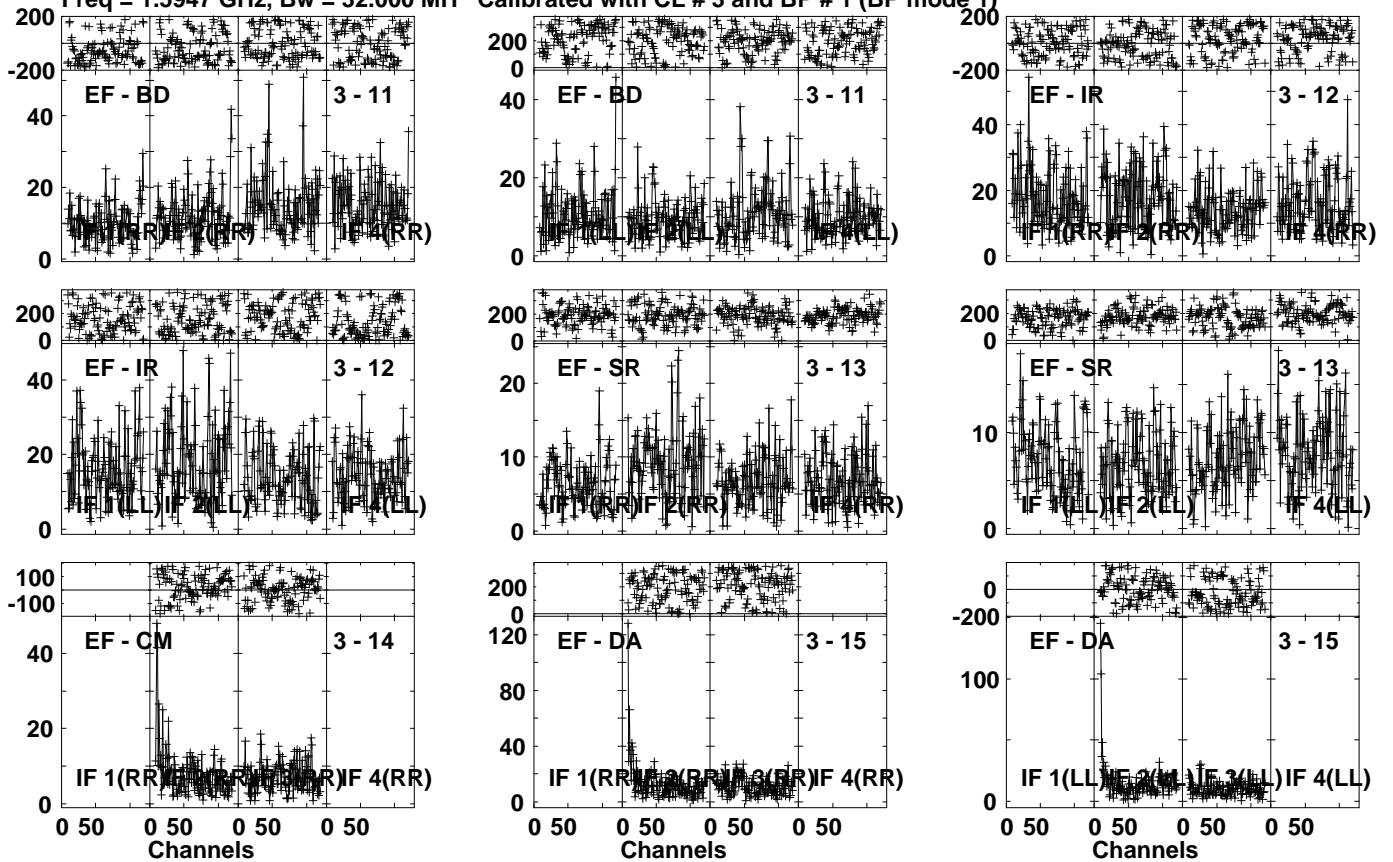 Freq = 1.5947 GHz, Bw = 32.000 MH Calibrated with CL # 3 and BP # 1 (BP mode 1)
200
-200
EF - BD
3 - 11
40
20
0
IF 1(RR) IF 2(RR) IF 4(RR)
200
0
EF - BD
3 - 11
40
20
0
IF 1(LL) IF 2(LL) IF 4(LL)
200
-200
EF - IR
3 - 12
40
20
0
IF 1(RR) IF 2(RR) IF 4(RR)
200
0
EF - IR
3 - 12
40
20
0
IF 1(LL) IF 2(LL) IF 4(LL)
200
0
EF - SR
3 - 13
20
10
0
IF 1(RR) IF 2(RR) IF 4(RR)
200
0
EF - SR
3 - 13
10
0
IF 1(LL) IF 2(LL) IF 4(LL)
100
-100
EF - CM
3 - 14
40
20
0
IF 1(RR) IF 2(RR) IF 3(RR) IF 4(RR)
0 50 0 50 0 50 0 50
Channels
200
0
EF - DA
3 - 15
120
80
40
0
IF 1(RR) IF 2(RR) IF 3(RR) IF 4(RR)
0 50 0 50 0 50 0 50
Channels
0
-200
EF - DA
3 - 15
100
0
IF 1(LL) IF 2(LL) IF 3(LL) IF 4(LL)
0 50 0 50 0 50 0 50
Channels